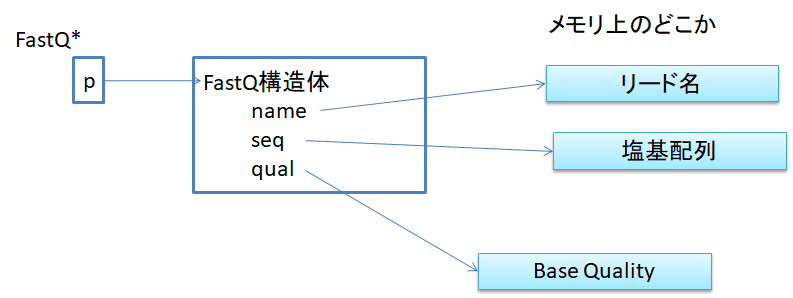 メモリ上のどこか
FastQ*
p
FastQ構造体
name
seq
qual
リード名
塩基配列
Base Quality